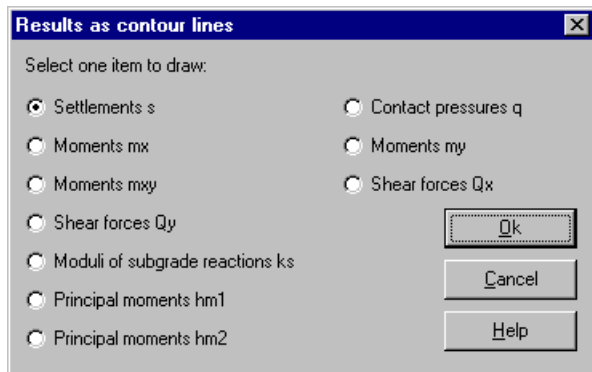 Results as contour lines
Select one item to draw:
Settlements s
Contact pressures q
Moments mx
Moments my
Moments mxy
Shear forces Qx
Shear forces Qy
Ok
Moduli of subgrade reactions ks
Cancel
Principal moments hm1
Help
Principal moments hm2